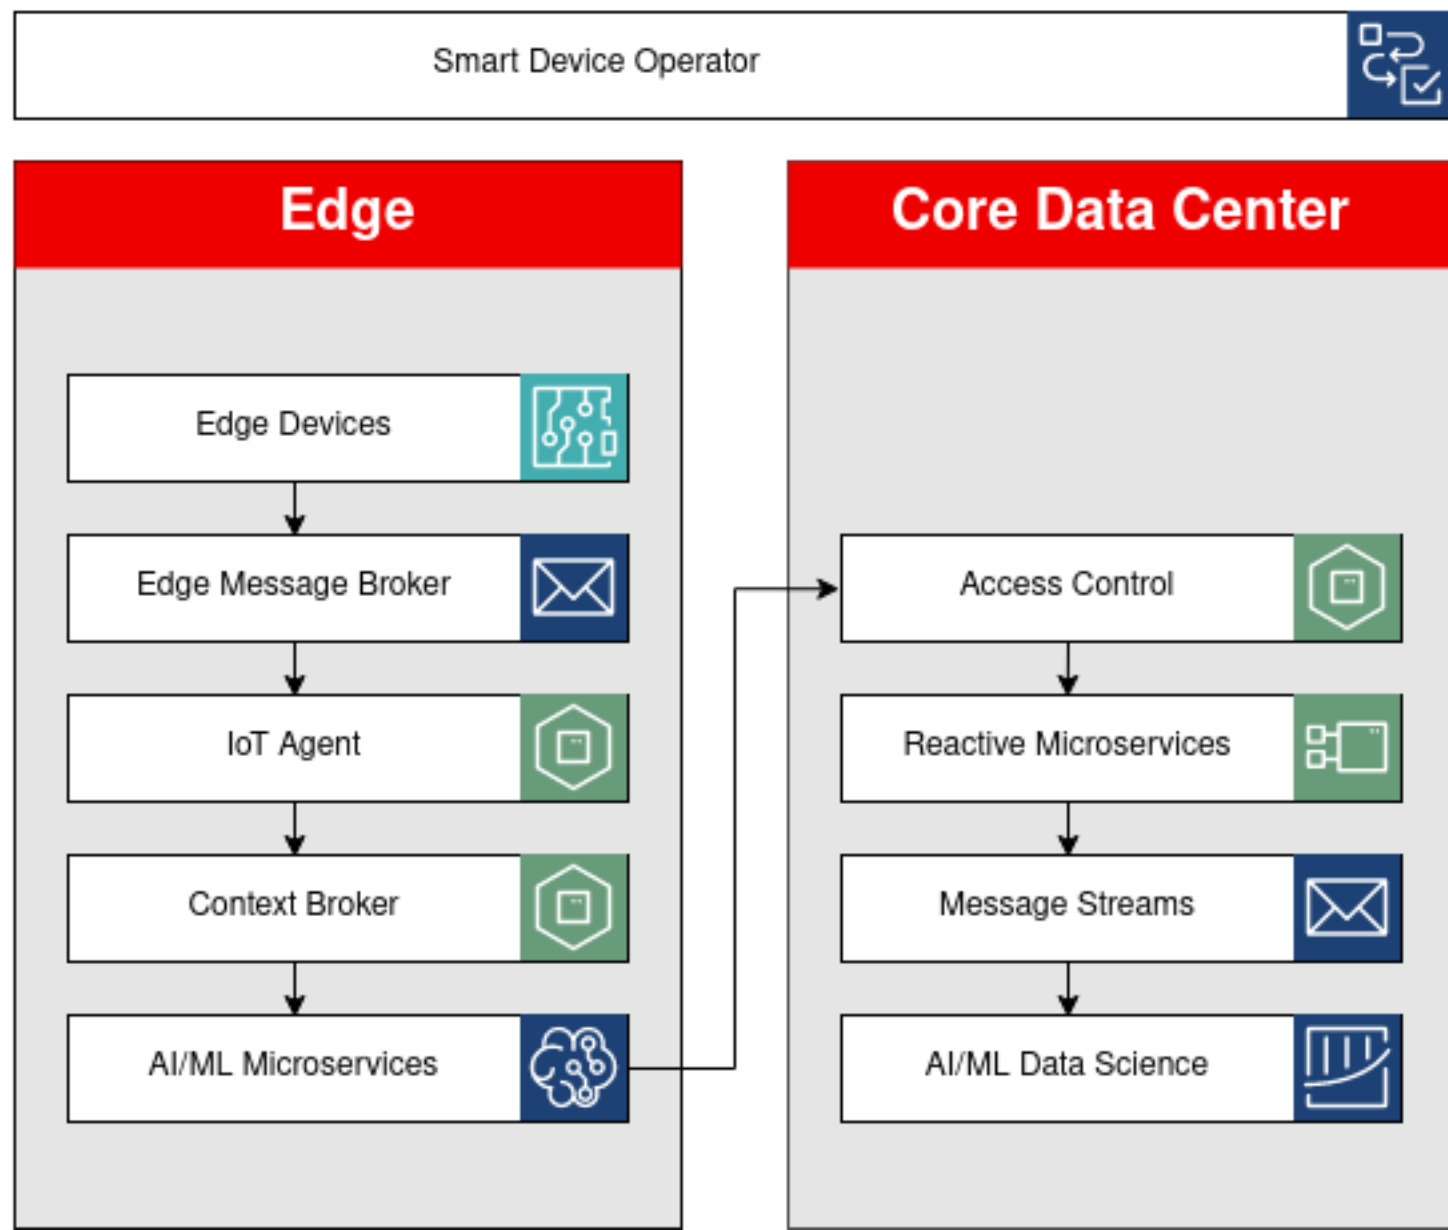 Smart Device Operator
Edge
Edge Devices
Edge Message Broker
IoT Agent
Context Broker
AI/ML Microservices
Core Data Center
Access Control
Reactive Microservices
Message Streams
AI/ML Data Science